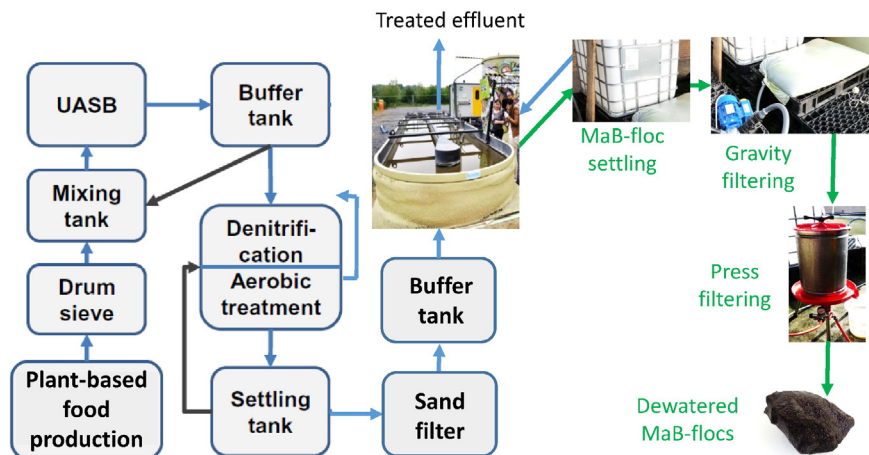 Treated effluent
UASB
Buffer
tank
Mixing
tank
Drum
sieve
Plant-based
food
production
Denitrifi-
cation
Aerobic
treatment
Settling
tank
Sand
filter
Buffer
tank
MaB-floc
settling
Gravity
filtering
Press
filtering
Dewatered
MaB-flocs